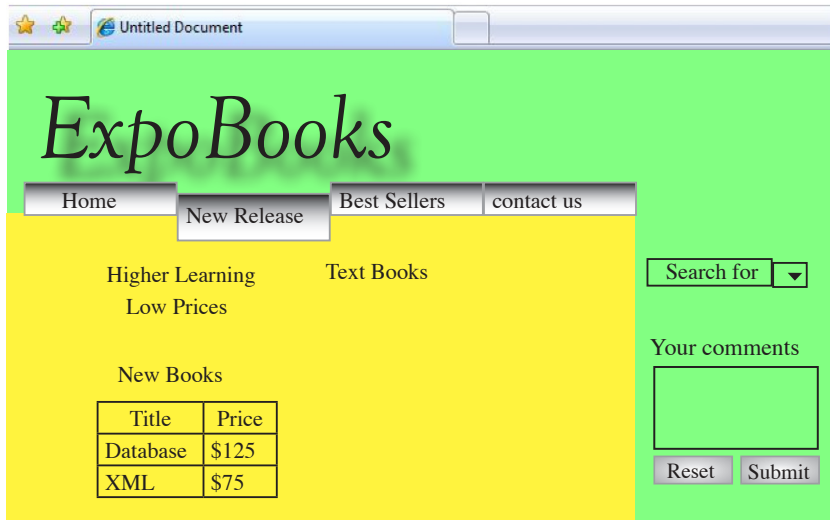 Untitled Document
ExpoBooks
Home New Release Best Sellers contact us
Higher Learning
Low Prices
Text Books
Search for
New Books
Title Price
Database $125
XML $75
Your comments
Reset Submit